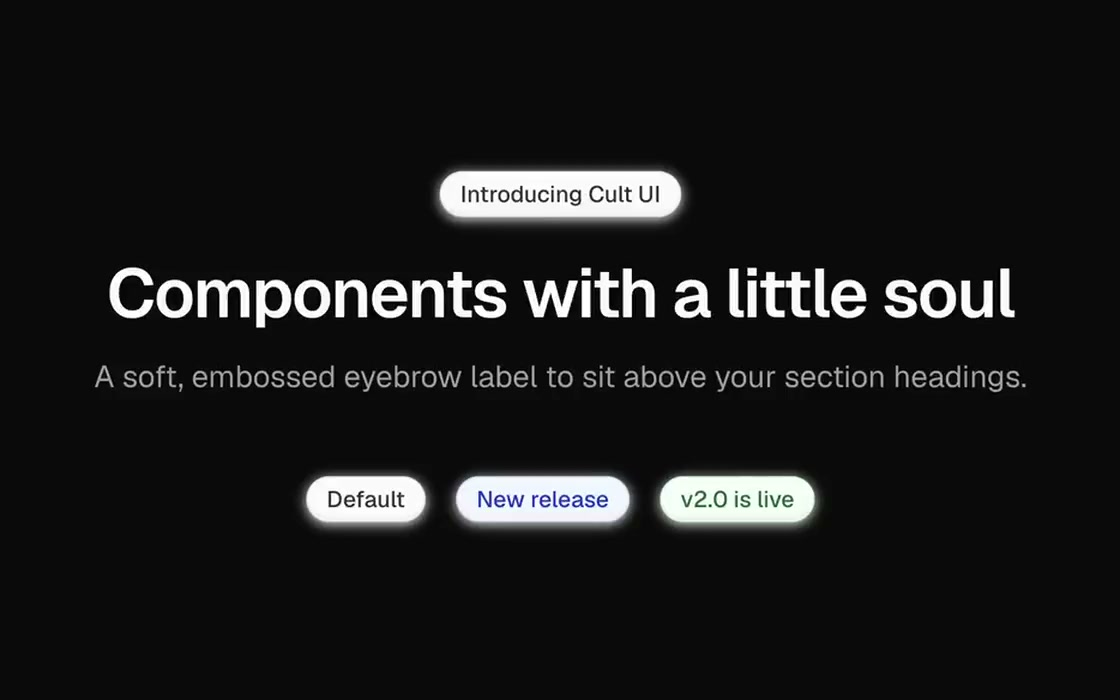 Introducing Cult UI
Components with a little soul
A soft, embossed eyebrow label to sit above your section headings.
Default
New release
v2.0 is live